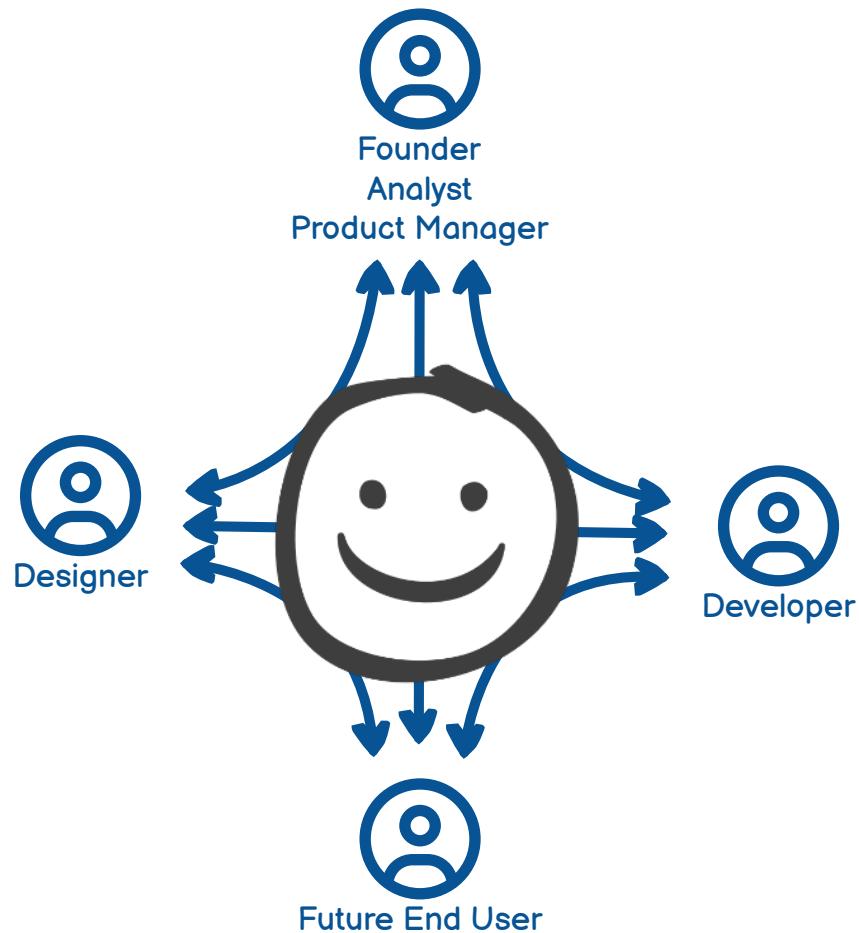 Founder
Analyst
Product Manager
Designer
Developer
Future End User